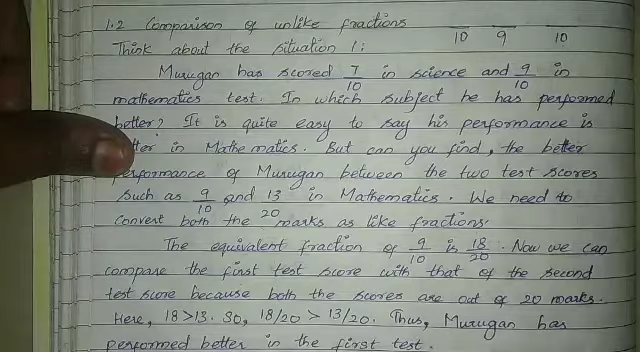 1.2 Comparison of unlike fractions
10 9 10
Think about the situation 1:
Murugan has scored 7/10 in science and 9/10 in
mathematics test. In which subject he has performed
better? It is quite easy to say his performance is
tter in Mathematics. But can you find, the better
performance of Murugan between the two test scores
such as 9/10 and 13/20 in Mathematics. We need to
convert both the marks as like fractions.
The equivalent fraction of 9/10 is 18/20. Now we can
compare the first test score with that of the second
test score because both the scores are out of 20 marks.
Here, 18>13. SO, 18/20 > 13/20. Thus, Murugan has
performed better in the first test.